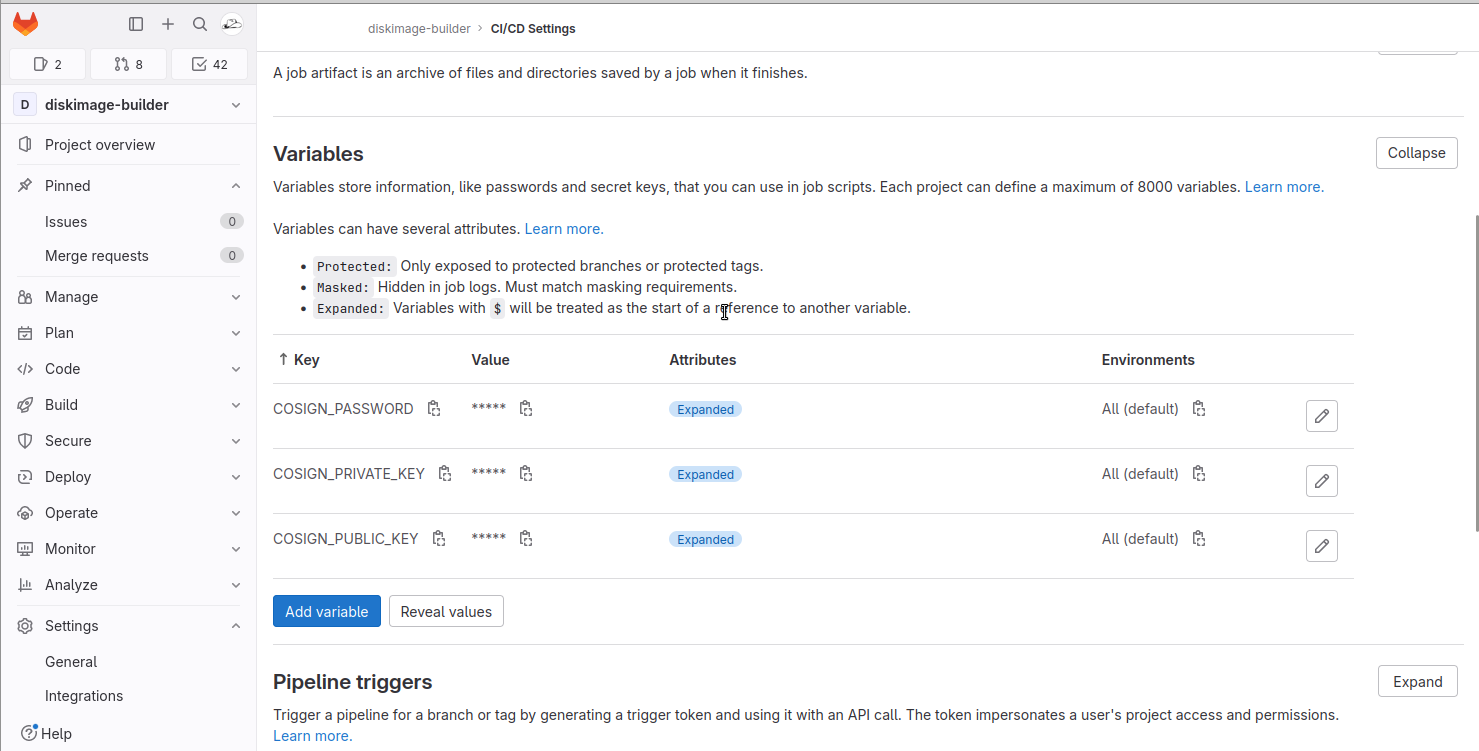 diskimage-builder › CI/CD Settings
2
8
42
D diskimage-builder
Project overview
Pinned
Issues 0
Merge requests 0
Manage
Plan
Code
Build
Secure
Deploy
Operate
Monitor
Analyze
Settings
General
Integrations
Help
A job artifact is an archive of files and directories saved by a job when it finishes.
Variables
Collapse
Variables store information, like passwords and secret keys, that you can use in job scripts. Each project can define a maximum of 8000 variables. Learn more.
Variables can have several attributes. Learn more.
• Protected: Only exposed to protected branches or protected tags.
• Masked: Hidden in job logs. Must match masking requirements.
• Expanded: Variables with $ will be treated as the start of a reference to another variable.
↑ Key Value Attributes Environments
COSIGN_PASSWORD ***** Expanded All (default)
COSIGN_PRIVATE_KEY ***** Expanded All (default)
COSIGN_PUBLIC_KEY ***** Expanded All (default)
Add variable Reveal values
Pipeline triggers
Expand
Trigger a pipeline for a branch or tag by generating a trigger token and using it with an API call. The token impersonates a user's project access and permissions.
Learn more.